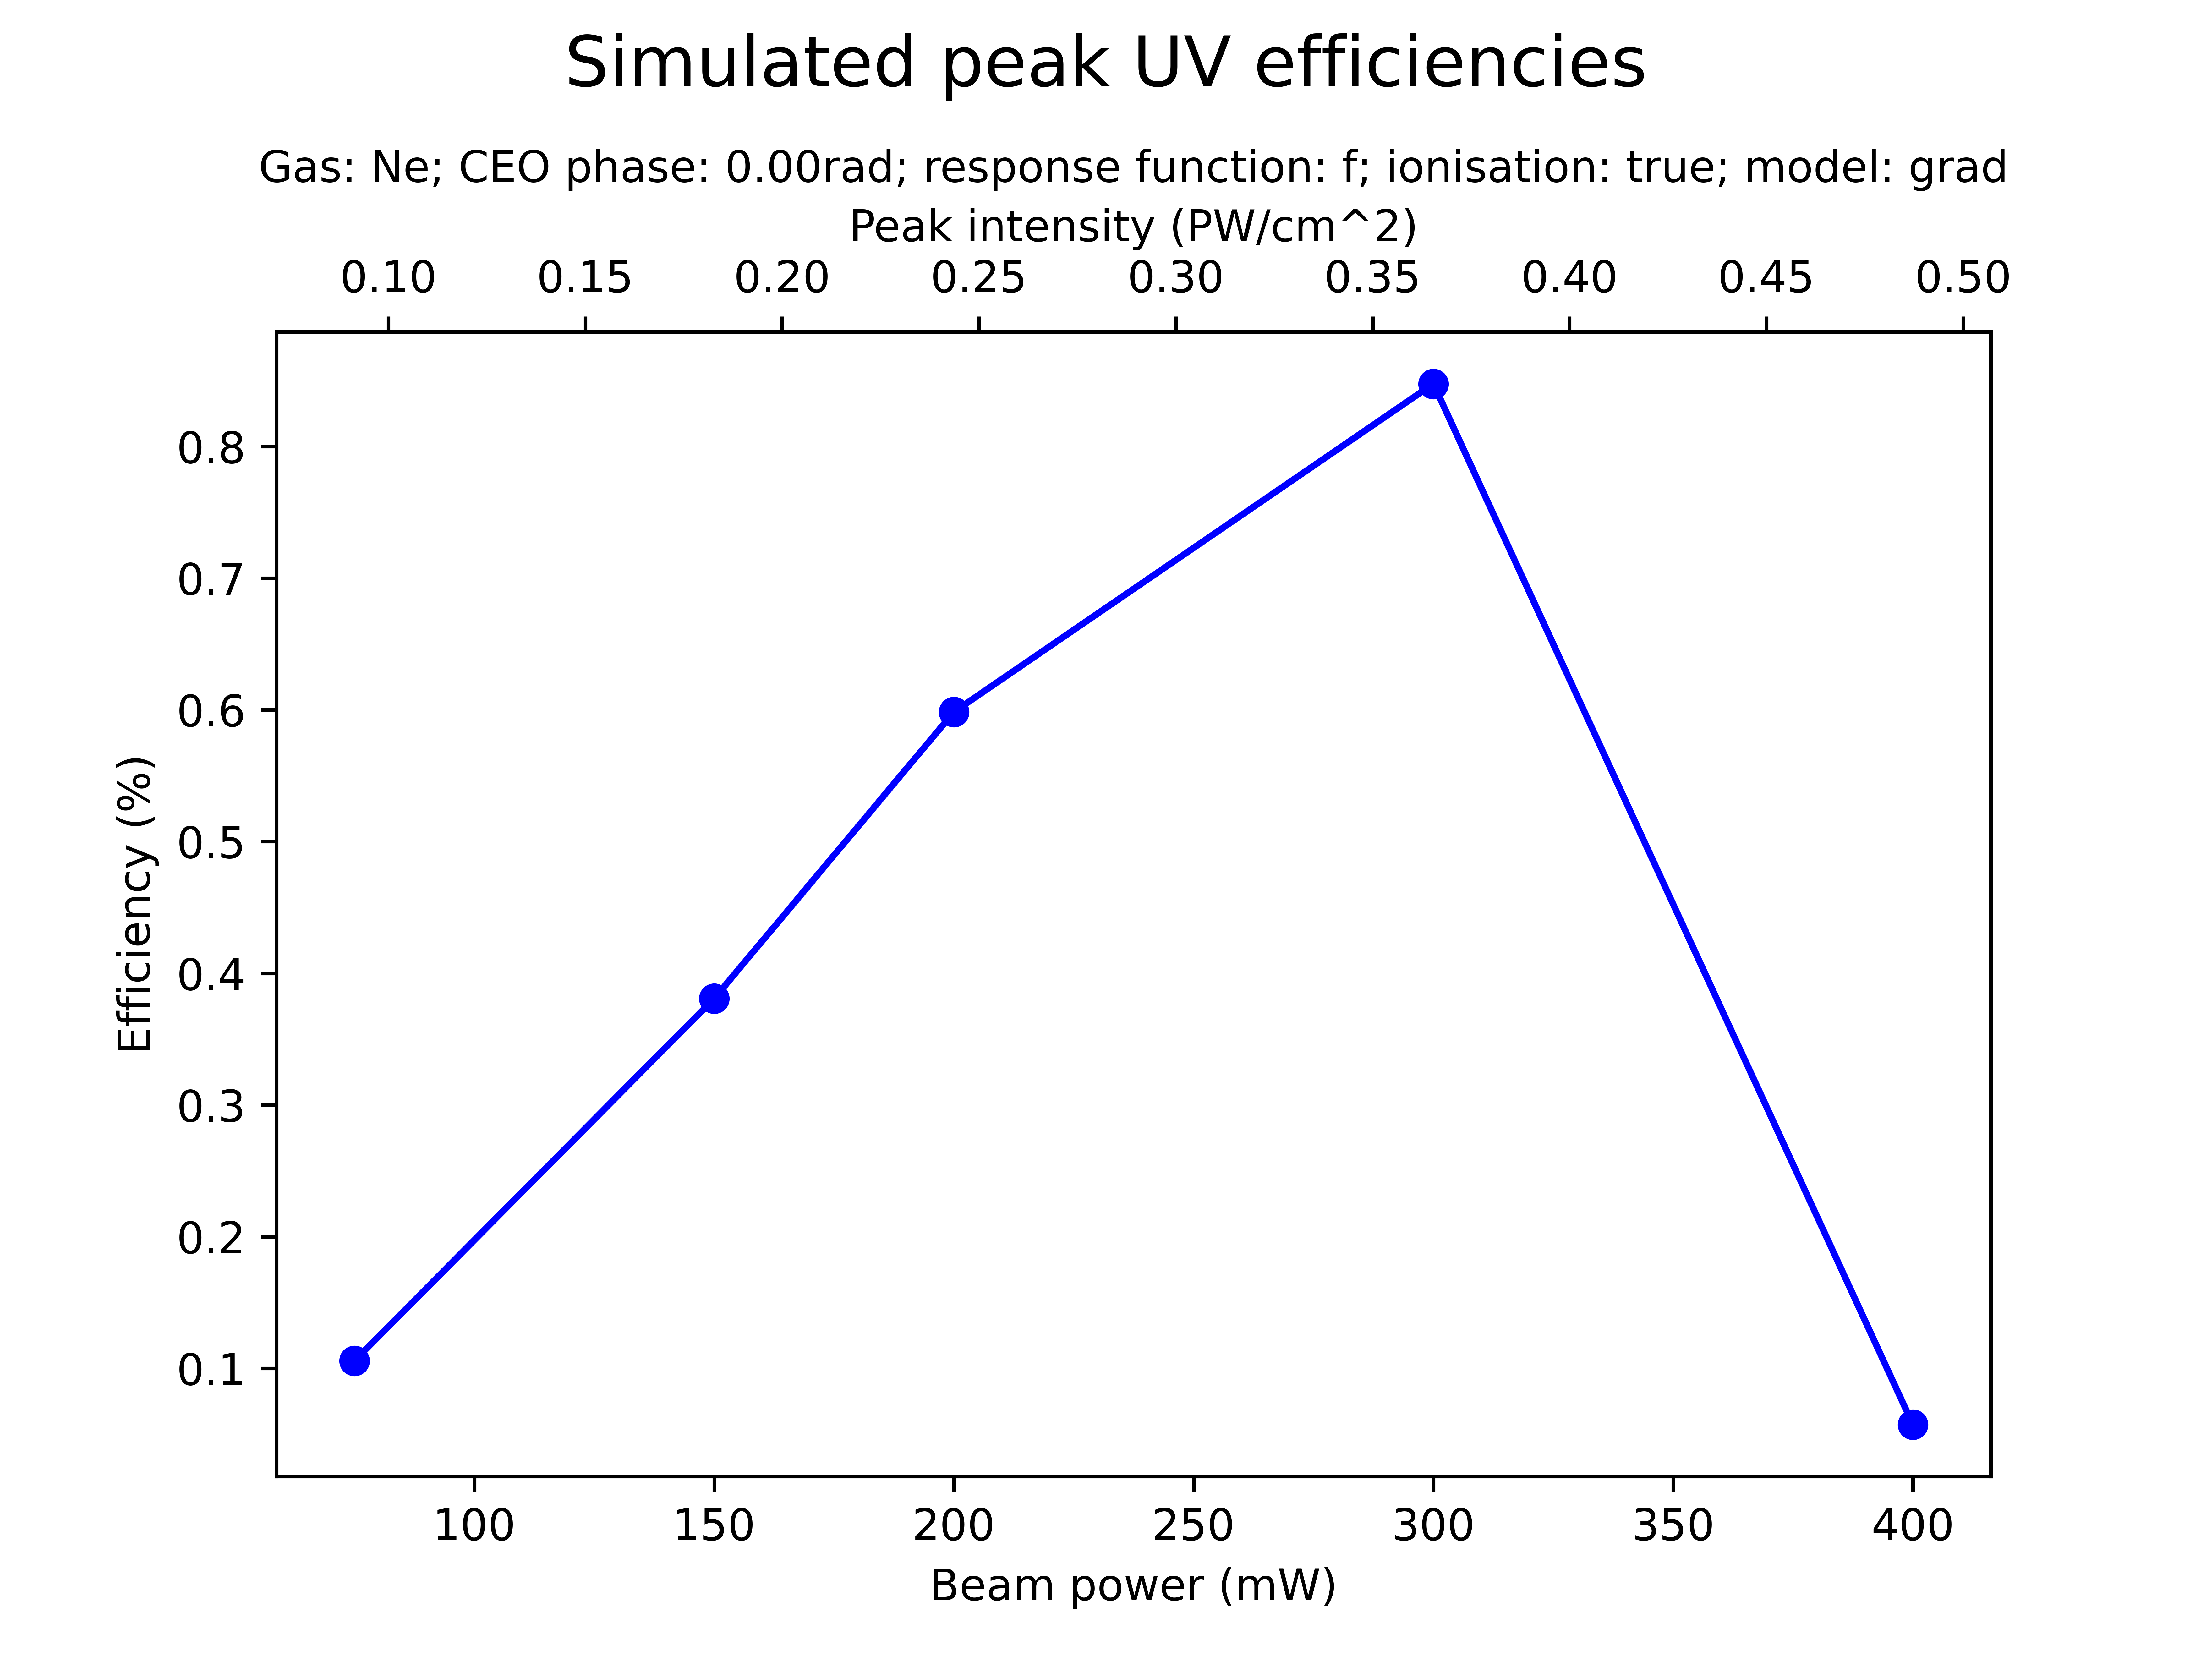 Simulated peak UV efficiencies
Gas: Ne; CEO phase: 0.00rad; response function: f; ionisation: true; model: grad
Peak intensity (PW/cm^2)
0.10 0.15 0.20 0.25 0.30 0.35 0.40 0.45 0.50
0.8
0.7
0.6
0.5
0.4
0.3
0.2
0.1
Efficiency (%)
100 150 200 250 300 350 400
Beam power (mW)